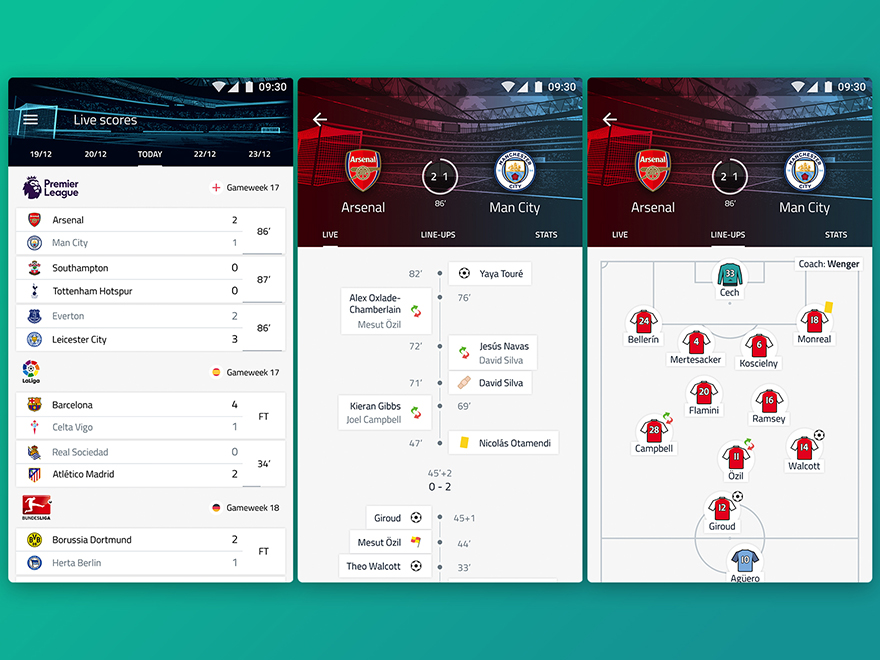 09:30
Live scores
19/12 20/12 TODAY 22/12 23/12
Premier League
+ Gameweek 17
Arsenal 2
Man City 1
86'
Southampton 0
Tottenham Hotspur 0
87'
Everton 2
Leicester City 3
86'
LaLiga
Gameweek 17
Barcelona 4
Celta Vigo 1
FT
Real Sociedad 0
Atlético Madrid 2
34'
BUNDESLIGA
Gameweek 18
Borussia Dortmund 2
Herta Berlin 1
FT
09:30
Arsenal
MANCHESTER CITY
2 1
86'
Arsenal Man City
LIVE LINE-UPS STATS
82' Yaya Touré
Alex Oxlade-
Chamberlain
Mesut Özil
76'
72' Jesús Navas
David Silva
71' David Silva
Kieran Gibbs
Joel Campbell
69'
47' Nicolás Otamendi
45'+2
0 - 2
Giroud 45+1
Mesut Özil 44'
Theo Walcott 33'
09:30
Arsenal
MANCHESTER CITY
2 1
86'
Arsenal Man City
LIVE LINE-UPS STATS
Coach: Wenger
33
Cech
24
Bellerín
18
Monreal
4
Mertesacker
6
Koscielny
20
Flamini
16
Ramsey
28
Campbell
11
Özil
14
Walcott
12
Giroud
10
Agüero